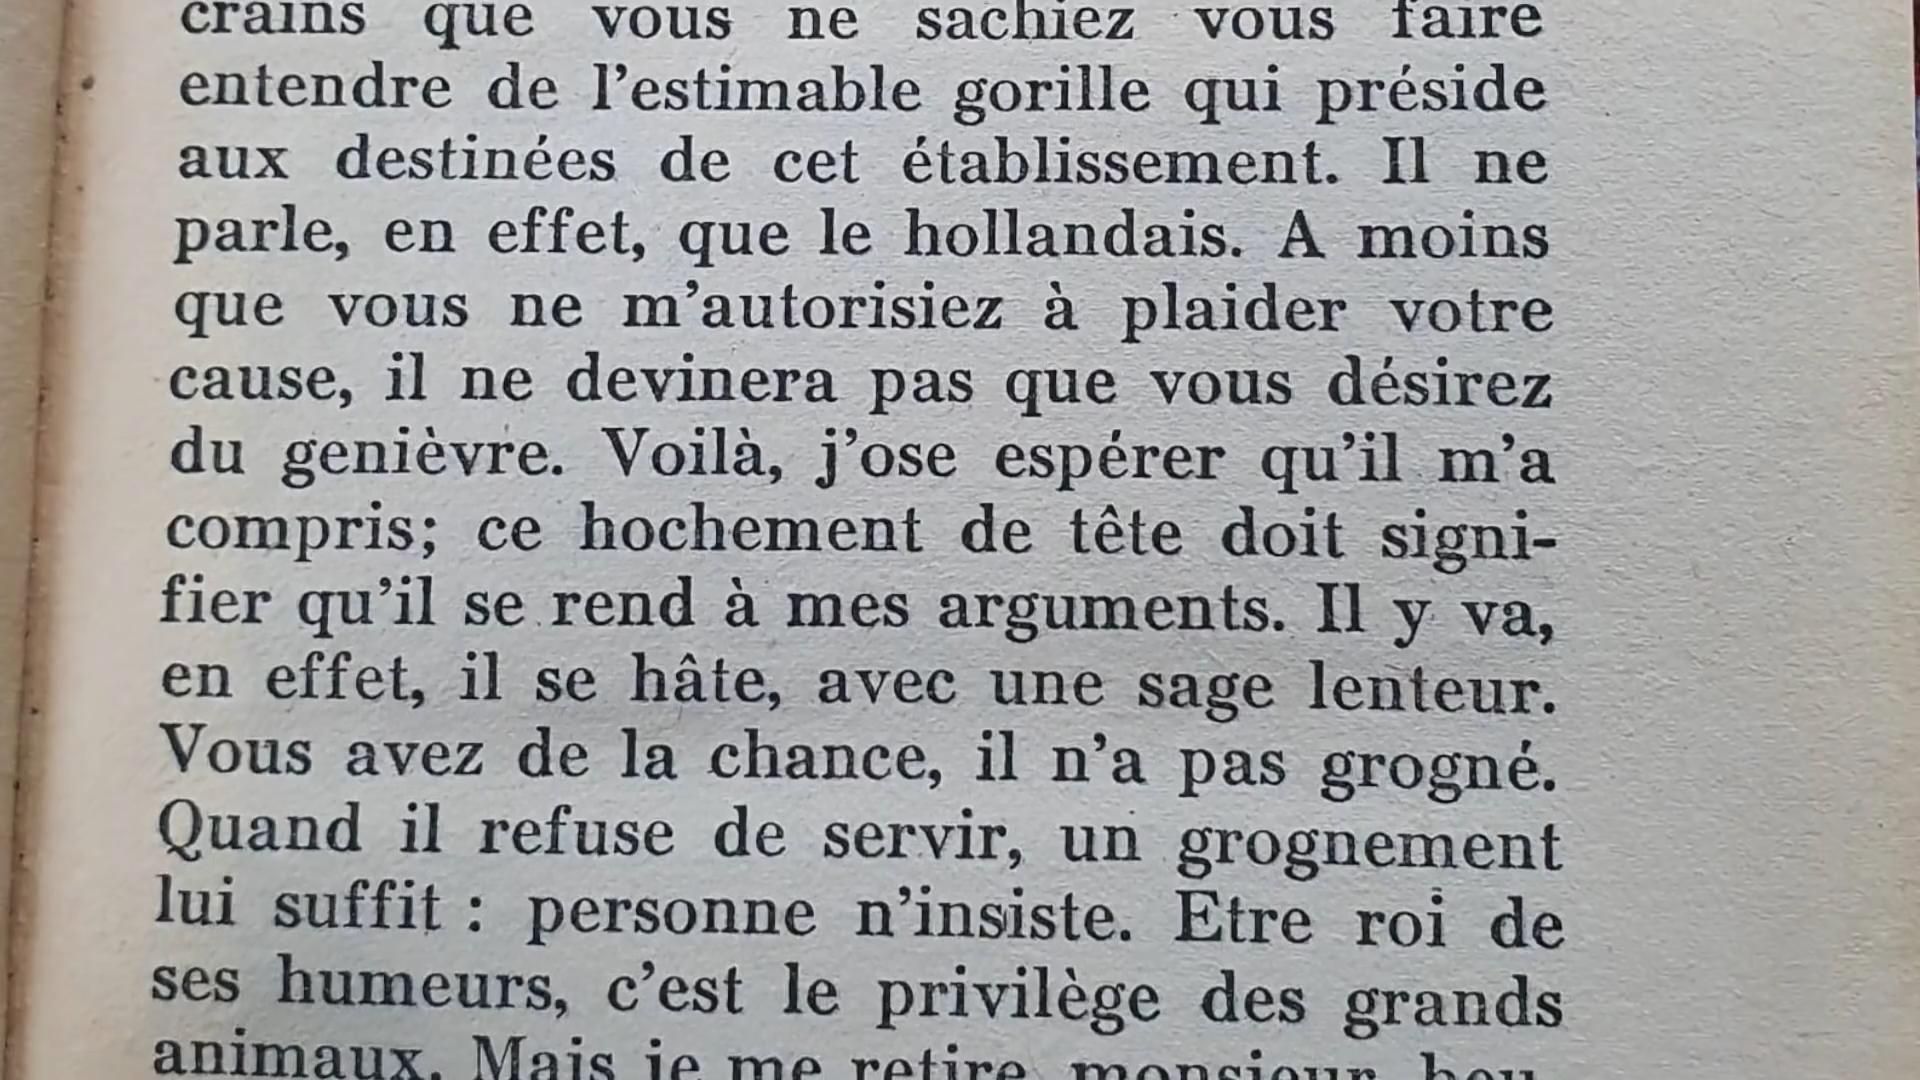 crains que vous ne sachiez vous faire
entendre de l'estimable gorille qui préside
aux destinées de cet établissement. Il ne
parle, en effet, que le hollandais. A moins
que vous ne m'autorisiez à plaider votre
cause, il ne devinera pas que vous désirez
du genièvre. Voilà, j'ose espérer qu'il m'a
compris; ce hochement de tête doit signi-
fier qu'il se rend à mes arguments. Il y va,
en effet, il se hâte, avec une sage lenteur.
Vous avez de la chance, il n'a pas grogné.
Quand il refuse de servir, un grognement
lui suffit : personne n'insiste. Etre roi de
ses humeurs, c'est le privilège des grands
animaux. Mais je me retire, monsieur, heu-